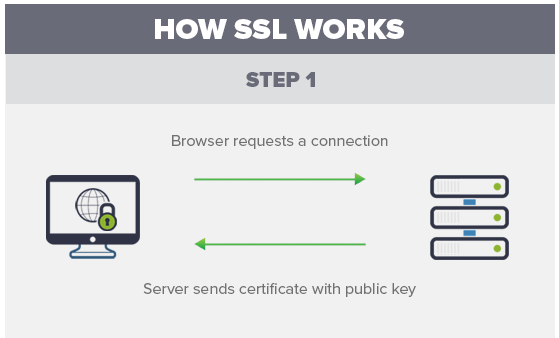 HOW SSL WORKS
STEP 1
Browser requests a connection
Server sends certificate with public key